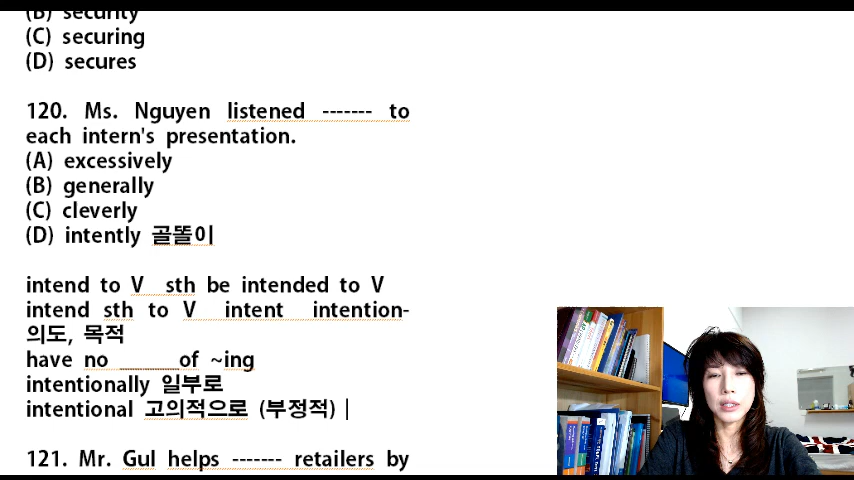 (B) security
(C) securing
(D) secures
120. Ms. Nguyen listened ------- to
each intern's presentation.
(A) excessively
(B) generally
(C) cleverly
(D) intently 골똘이
intend to V sth be intended to V
intend sth to V intent intention-
의도, 목적
have no ______of ~ing
intentionally 일부로
intentional 고의적으로 (부정적)
121. Mr. Gul helps ------- retailers by